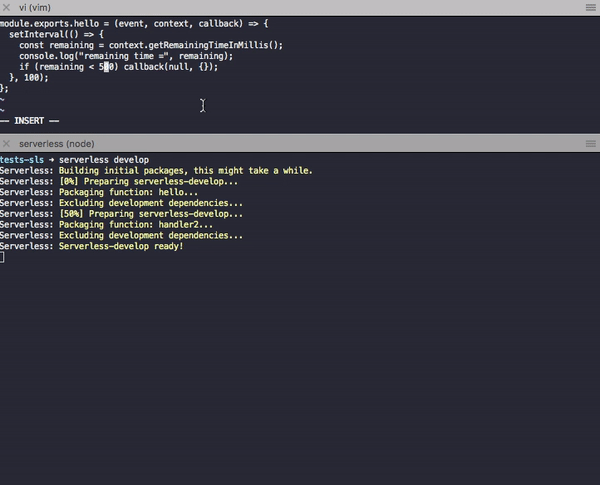 vi (vim)
module.exports.hello = (event, context, callback) => {
  setInterval(() => {
    const remaining = context.getRemainingTimeInMillis();
    console.log("remaining time =", remaining);
    if (remaining < 500) callback(null, {});
  }, 100);
};
~
~
-- INSERT --
serverless (node)
tests-sls → serverless develop
Serverless: Building initial packages, this might take a while.
Serverless: [0%] Preparing serverless-develop...
Serverless: Packaging function: hello...
Serverless: Excluding development dependencies...
Serverless: [50%] Preparing serverless-develop...
Serverless: Packaging function: handler2...
Serverless: Excluding development dependencies...
Serverless: Serverless-develop ready!